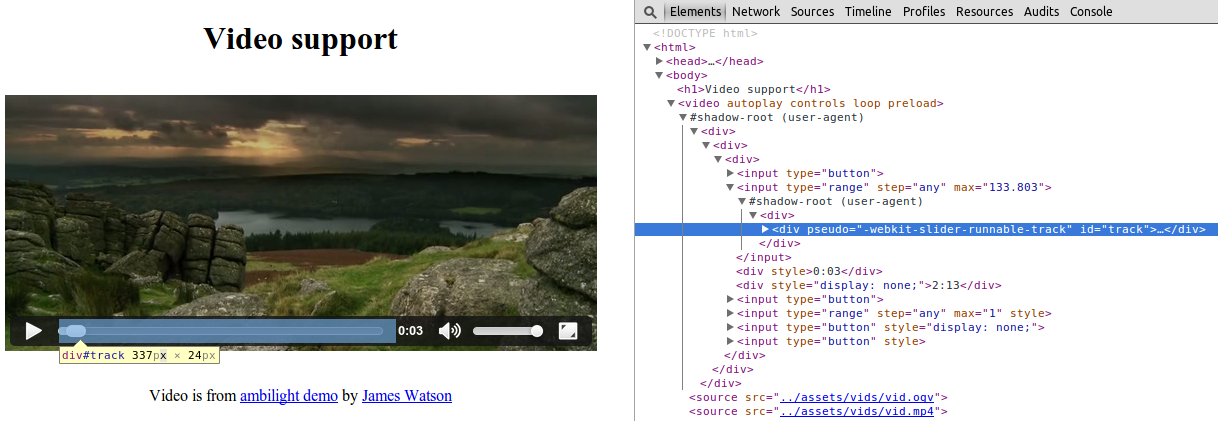 Video support
0:03
div#track 337px × 24px
Video is from ambilight demo by James Watson
Elements Network Sources Timeline Profiles Resources Audits Console
<!DOCTYPE html>
<html>
<head>…</head>
<body>
<h1>Video support</h1>
<video autoplay controls loop preload>
#shadow-root (user-agent)
<div>
<div>
<div>
<input type="button">
<input type="range" step="any" max="133.803">
#shadow-root (user-agent)
<div>
<div pseudo="-webkit-slider-runnable-track" id="track">…</div>
</div>
</input>
<div style>0:03</div>
<div style="display: none;">2:13</div>
<input type="button">
<input type="range" step="any" max="1" style>
<input type="button" style="display: none;">
<input type="button" style>
</div>
</div>
</div>
<source src="../assets/vids/vid.ogv">
<source src="../assets/vids/vid.mp4">